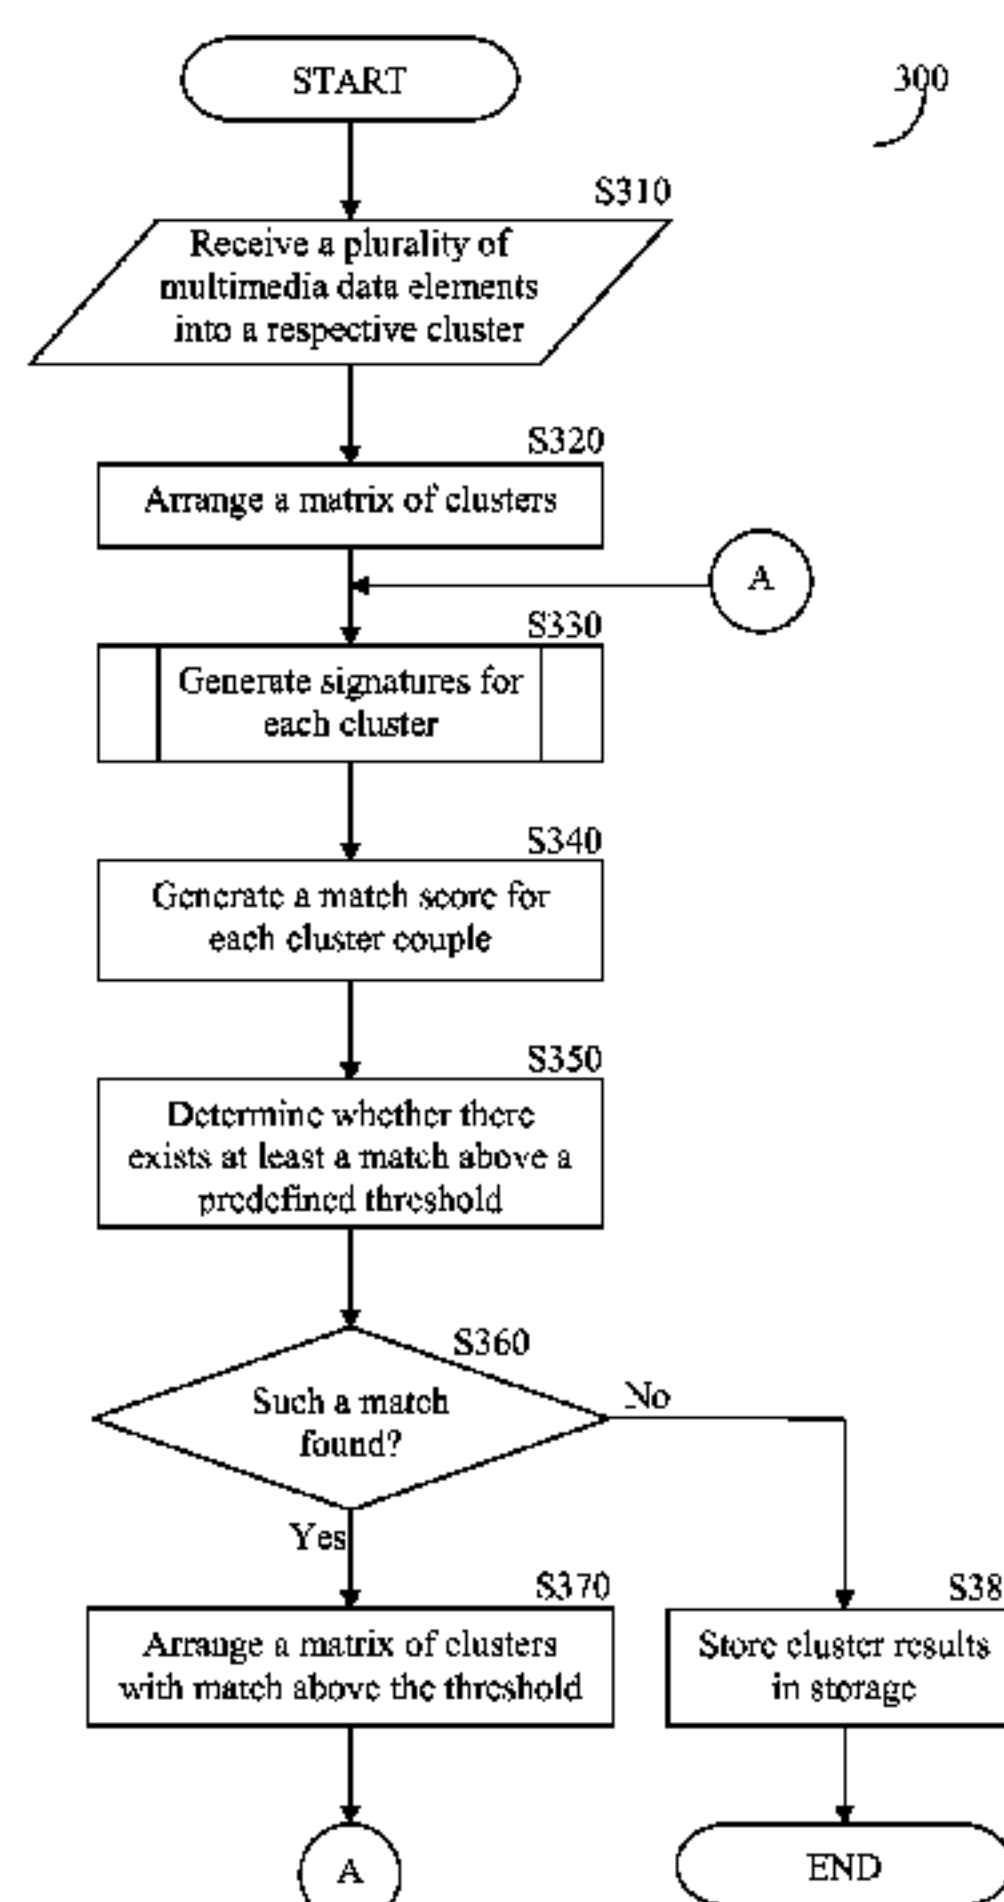 START
300
S310
Receive a plurality of
multimedia data elements
into a respective cluster
S320
Arrange a matrix of clusters
A
S330
Generate signatures for
each cluster
S340
Generate a match score for
each cluster couple
S350
Determine whether there
exists at least a match above a
predefined threshold
S360
Such a match
found?
No
Yes
S370
Arrange a matrix of clusters
with match above the threshold
S38
Store cluster results
in storage
A
END